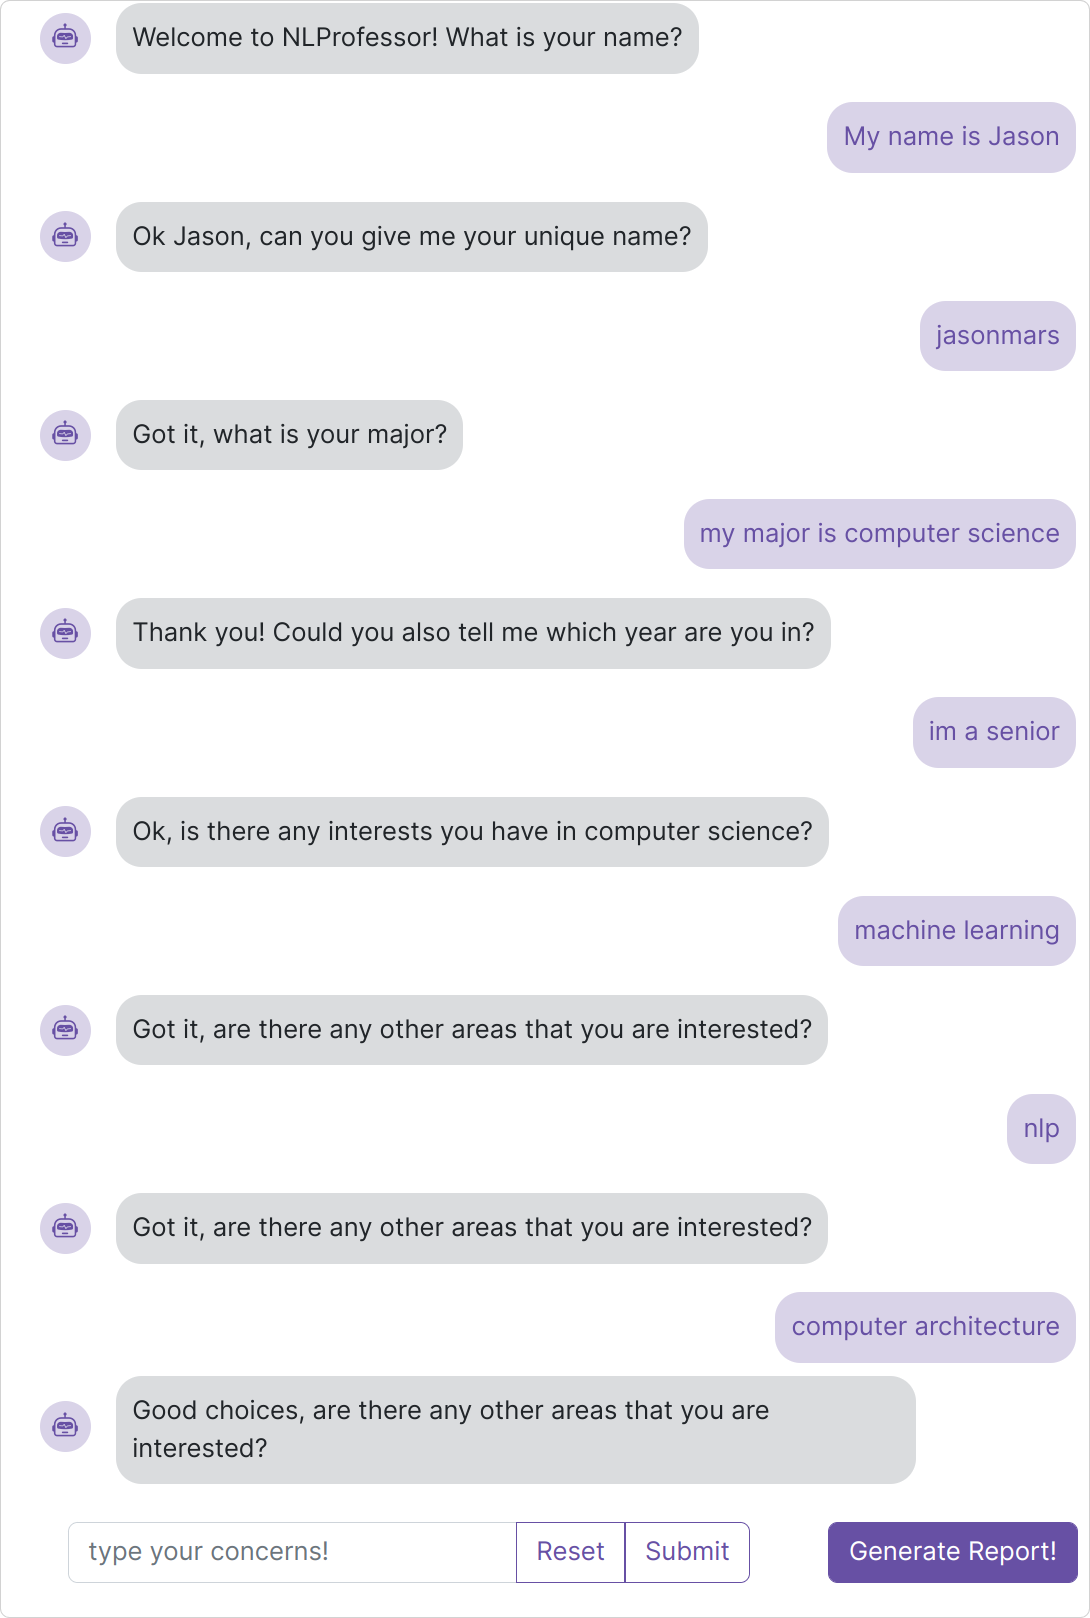 Welcome to NLProfessor! What is your name?
My name is Jason
Ok Jason, can you give me your unique name?
jasonmars
Got it, what is your major?
my major is computer science
Thank you! Could you also tell me which year are you in?
im a senior
Ok, is there any interests you have in computer science?
machine learning
Got it, are there any other areas that you are interested?
nlp
Got it, are there any other areas that you are interested?
computer architecture
Good choices, are there any other areas that you are
interested?
type your concerns!
Reset
Submit
Generate Report!